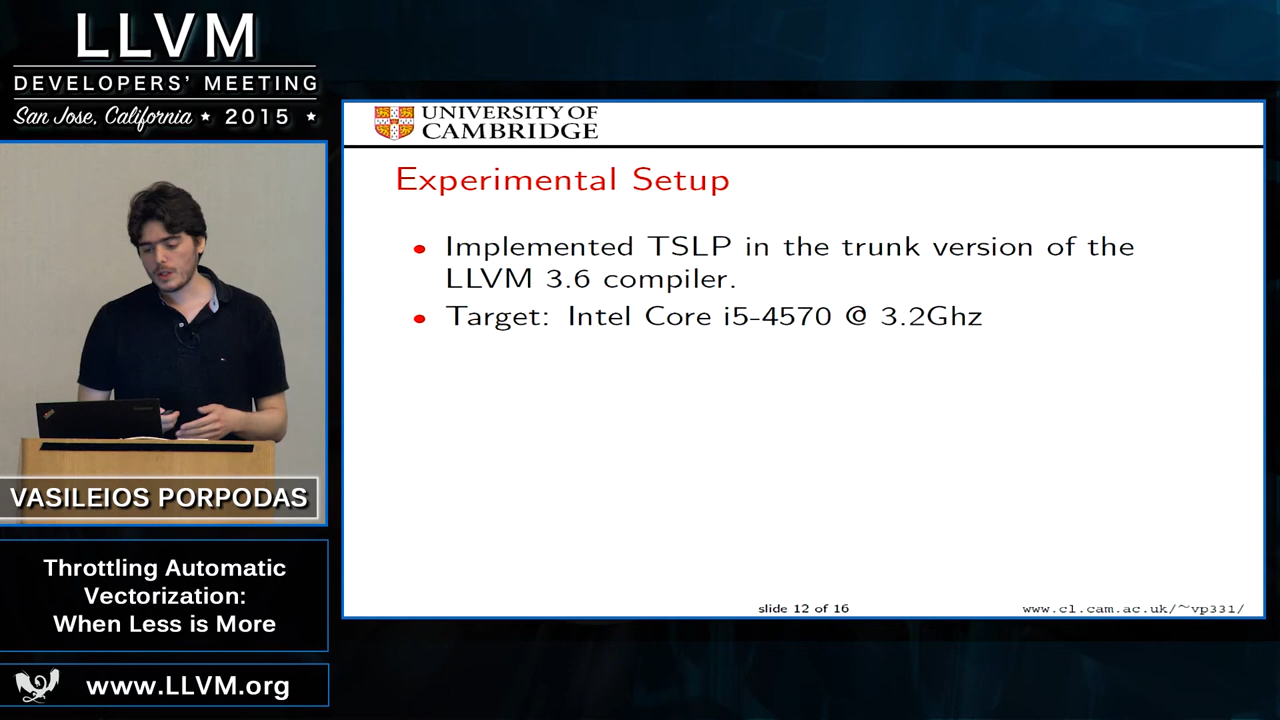 LLVM
DEVELOPERS' MEETING
San Jose, California ★ 2015 ★
UNIVERSITY OF
CAMBRIDGE
Experimental Setup
• Implemented TSLP in the trunk version of the
LLVM 3.6 compiler.
• Target: Intel Core i5-4570 @ 3.2Ghz
slide 12 of 16
www.cl.cam.ac.uk/~vp331/
VASILEIOS PORPODAS
Throttling Automatic
Vectorization:
When Less is More
www.LLVM.org